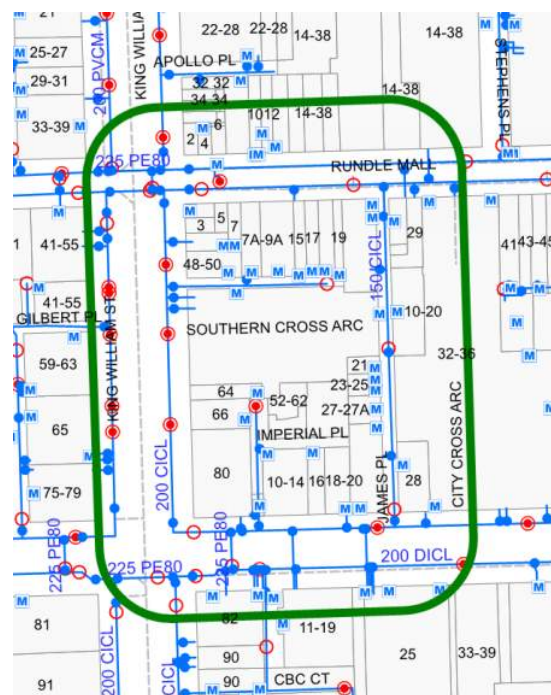 21
22-28
22-28
14-38
14-38
25-27
200 PVCM
KING WILLIA
APOLLO PL
STEPHENS PL
29-31
32 32
34 34
14-38
33-39
6
1012
14-38
2
4
225 PE80
RUNDLE MALL
3
5
7
7A-9A
15
17
19
150 CICL
29
1
41-55
41
43-45
48-50
41-55
10-20
GILBERT PL
KING WILLIAM ST
SOUTHERN CROSS ARC
59-63
21
32-36
64
52-62
23-25
65
66
27-27A
IMPERIAL PL
CITY CROSS ARC
75-79
200 CICL
80
10-14
16
18-20
JAMES PL
28
225 PE80
225 PE80
200 DICL
225 PE80
81
82
11-19
90
25
33-39
91
200 CICL
CICL
90
CBC CT